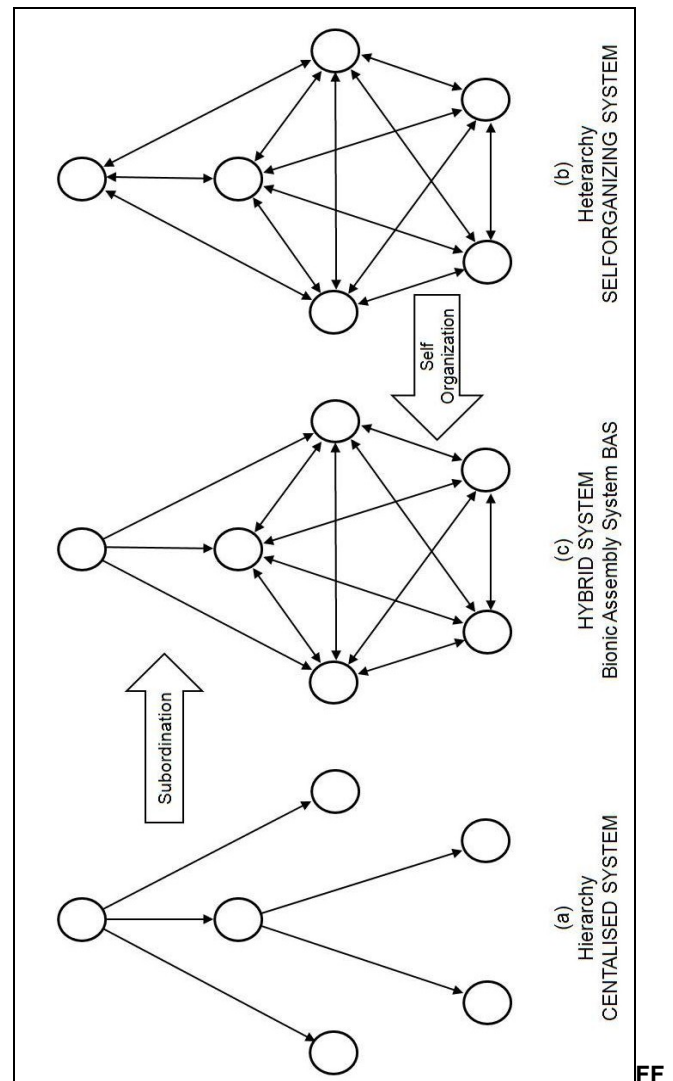 (a)
Hierarchy
CENTALISED SYSTEM
Subordination
(c)
HYBRID SYSTEM
Bionic Assembly System BAS
Self
Organization
(b)
Heterarchy
SELFORGANIZING SYSTEM
FF